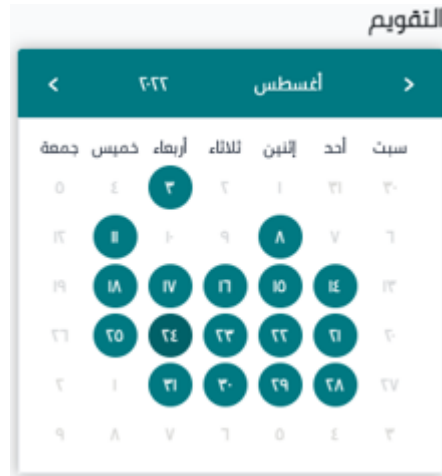 التقويم
أغسطس ٢٠٢٢
سبت أحد إثنين ثلاثاء أربعاء خميس جمعة
٣٠ ٣١ ١ ٢ ٣ ٤ ٥
٦ ٧ ٨ ٩ ١٠ ١١ ١٢
١٣ ١٤ ١٥ ١٦ ١٧ ١٨ ١٩
٢٠ ٢١ ٢٢ ٢٣ ٢٤ ٢٥ ٢٦
٢٧ ٢٨ ٢٩ ٣٠ ٣١ ١ ٢
٣ ٤ ٥ ٦ ٧ ٨ ٩